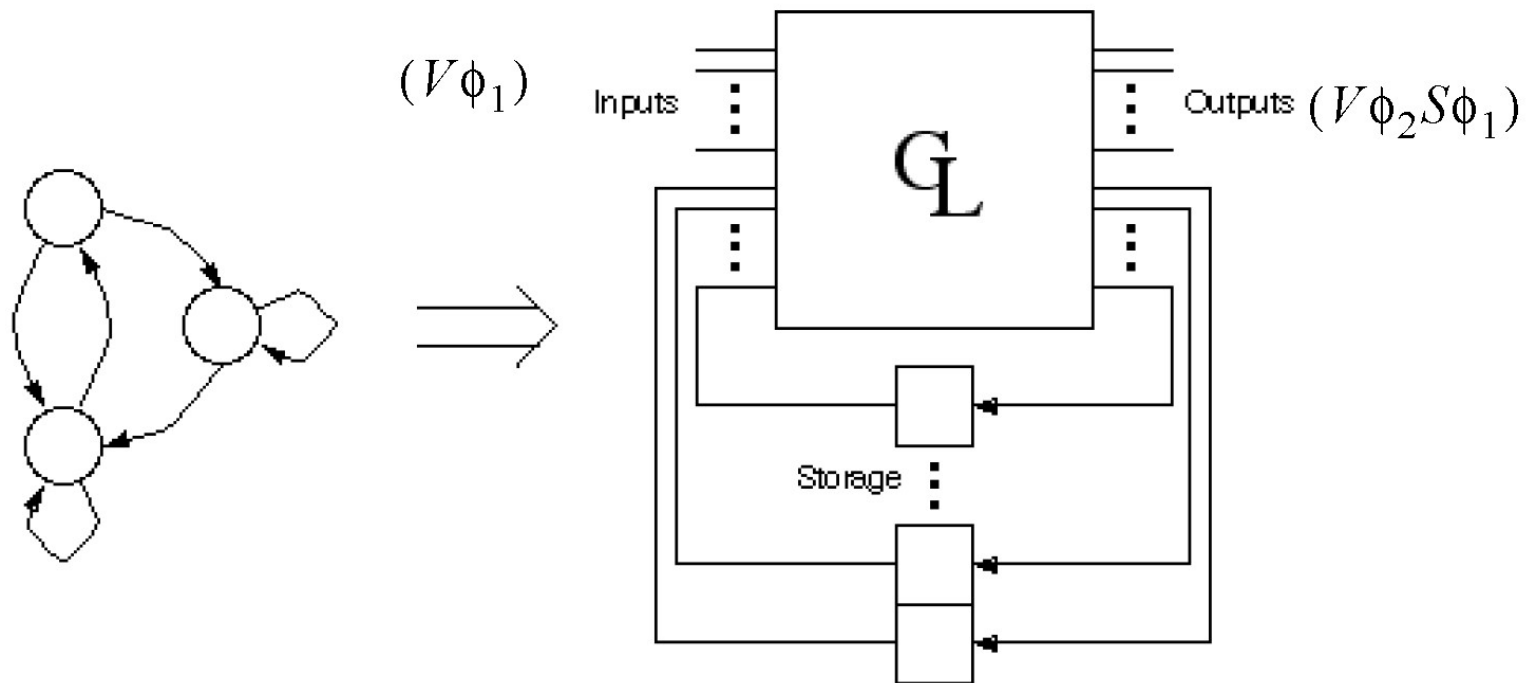 (Vϕ₁)
Inputs
Outputs (Vϕ₂Sϕ₁)
CL
Storage